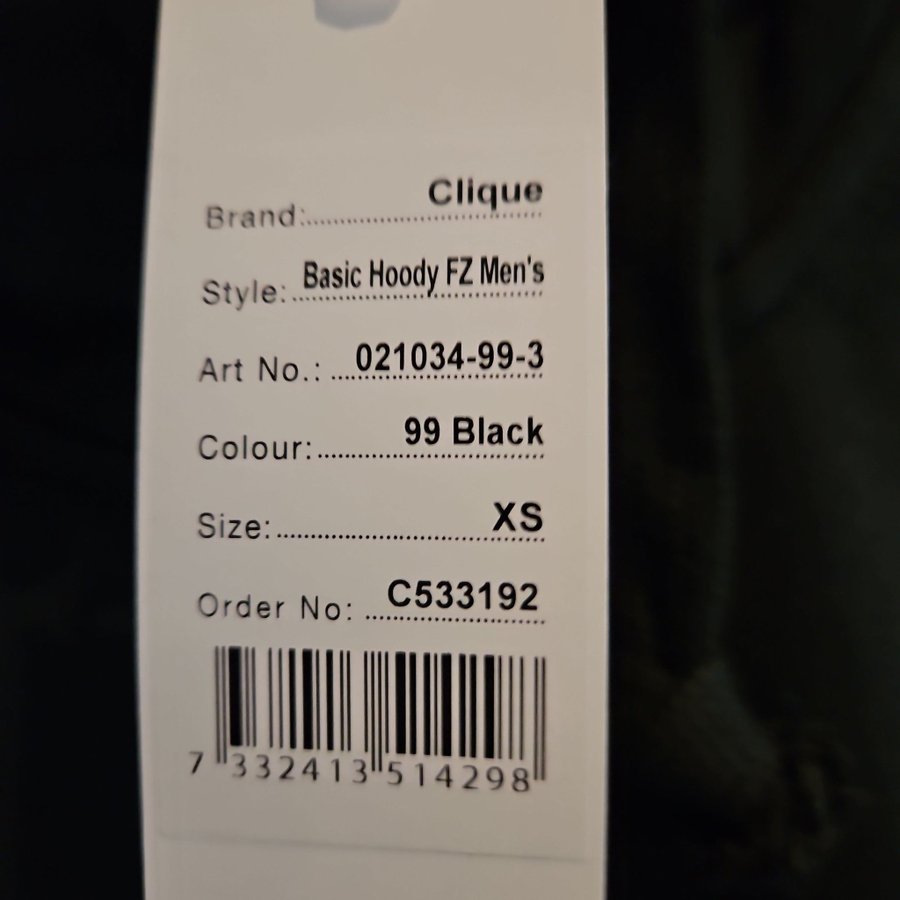 Brand: Clique
Style: Basic Hoody FZ Men's
Art No.: 021034-99-3
Colour: 99 Black
Size: XS
Order No: C533192
7 332413 514298